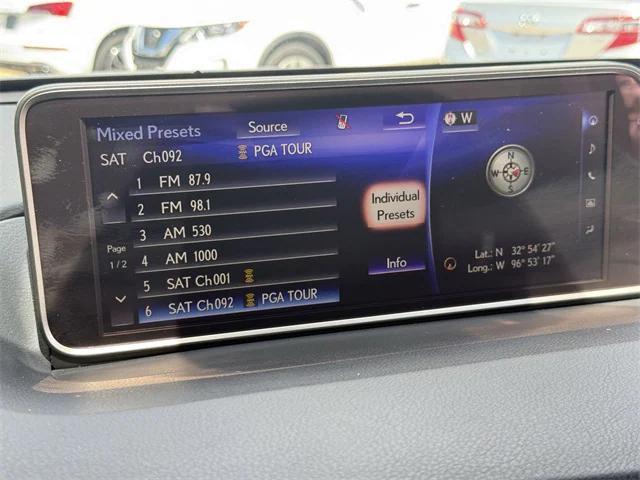 Mixed Presets Source W
SAT Ch092 PGA TOUR
1 FM 87.9
2 FM 98.1
3 AM 530
4 AM 1000
5 SAT Ch001
6 SAT Ch092 PGA TOUR
Page
1/2
Individual
Presets
Info
N
W E
S
Lat.: N 32°54'27"
Long.: W 96°53'17"